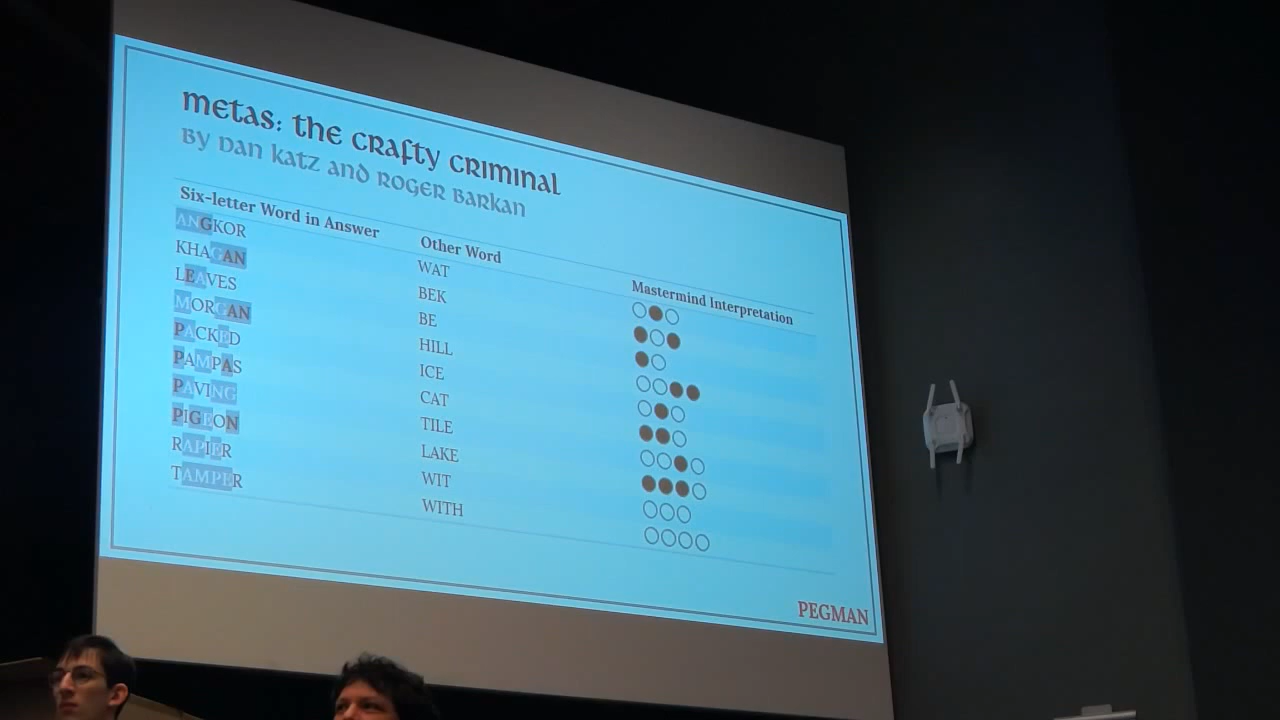 metas: the crafty criminal
By Dan Katz and Roger Barkan
Six-letter Word in Answer Other Word Mastermind Interpretation
ANGKOR WAT
KHAGAN BEK
LEAVES BE
MORGAN HILL
PACKED ICE
PAMPAS CAT
PAVING TILE
PIGEON LAKE
RAPIER WIT
TAMPER WITH
PEGMAN